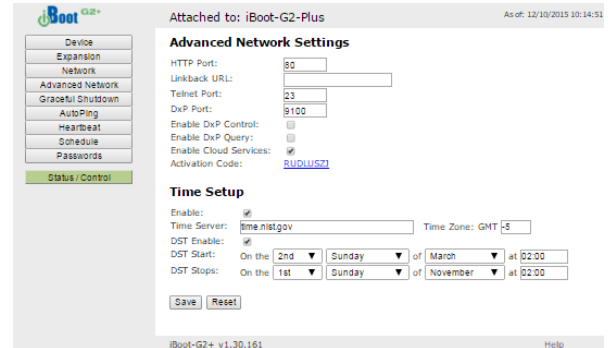 iBoot G2+
Attached to: iBoot-G2-Plus
As of: 12/10/2015 10:14:51
Device
Expansion
Network
Advanced Network
Graceful Shutdown
AutoPing
Heartbeat
Schedule
Passwords
Status / Control
Advanced Network Settings
HTTP Port: 80
Linkback URL:
Telnet Port: 23
DxP Port: 9100
Enable DxP Control:
Enable DxP Query:
Enable Cloud Services:
Activation Code: RUDLUSZJ
Time Setup
Enable:
Time Server: time.nist.gov Time Zone: GMT -5
DST Enable:
DST Start: On the 2nd Sunday of March at 02:00
DST Stops: On the 1st Sunday of November at 02:00
Save Reset
iBoot-G2+ v1.30.161 Help